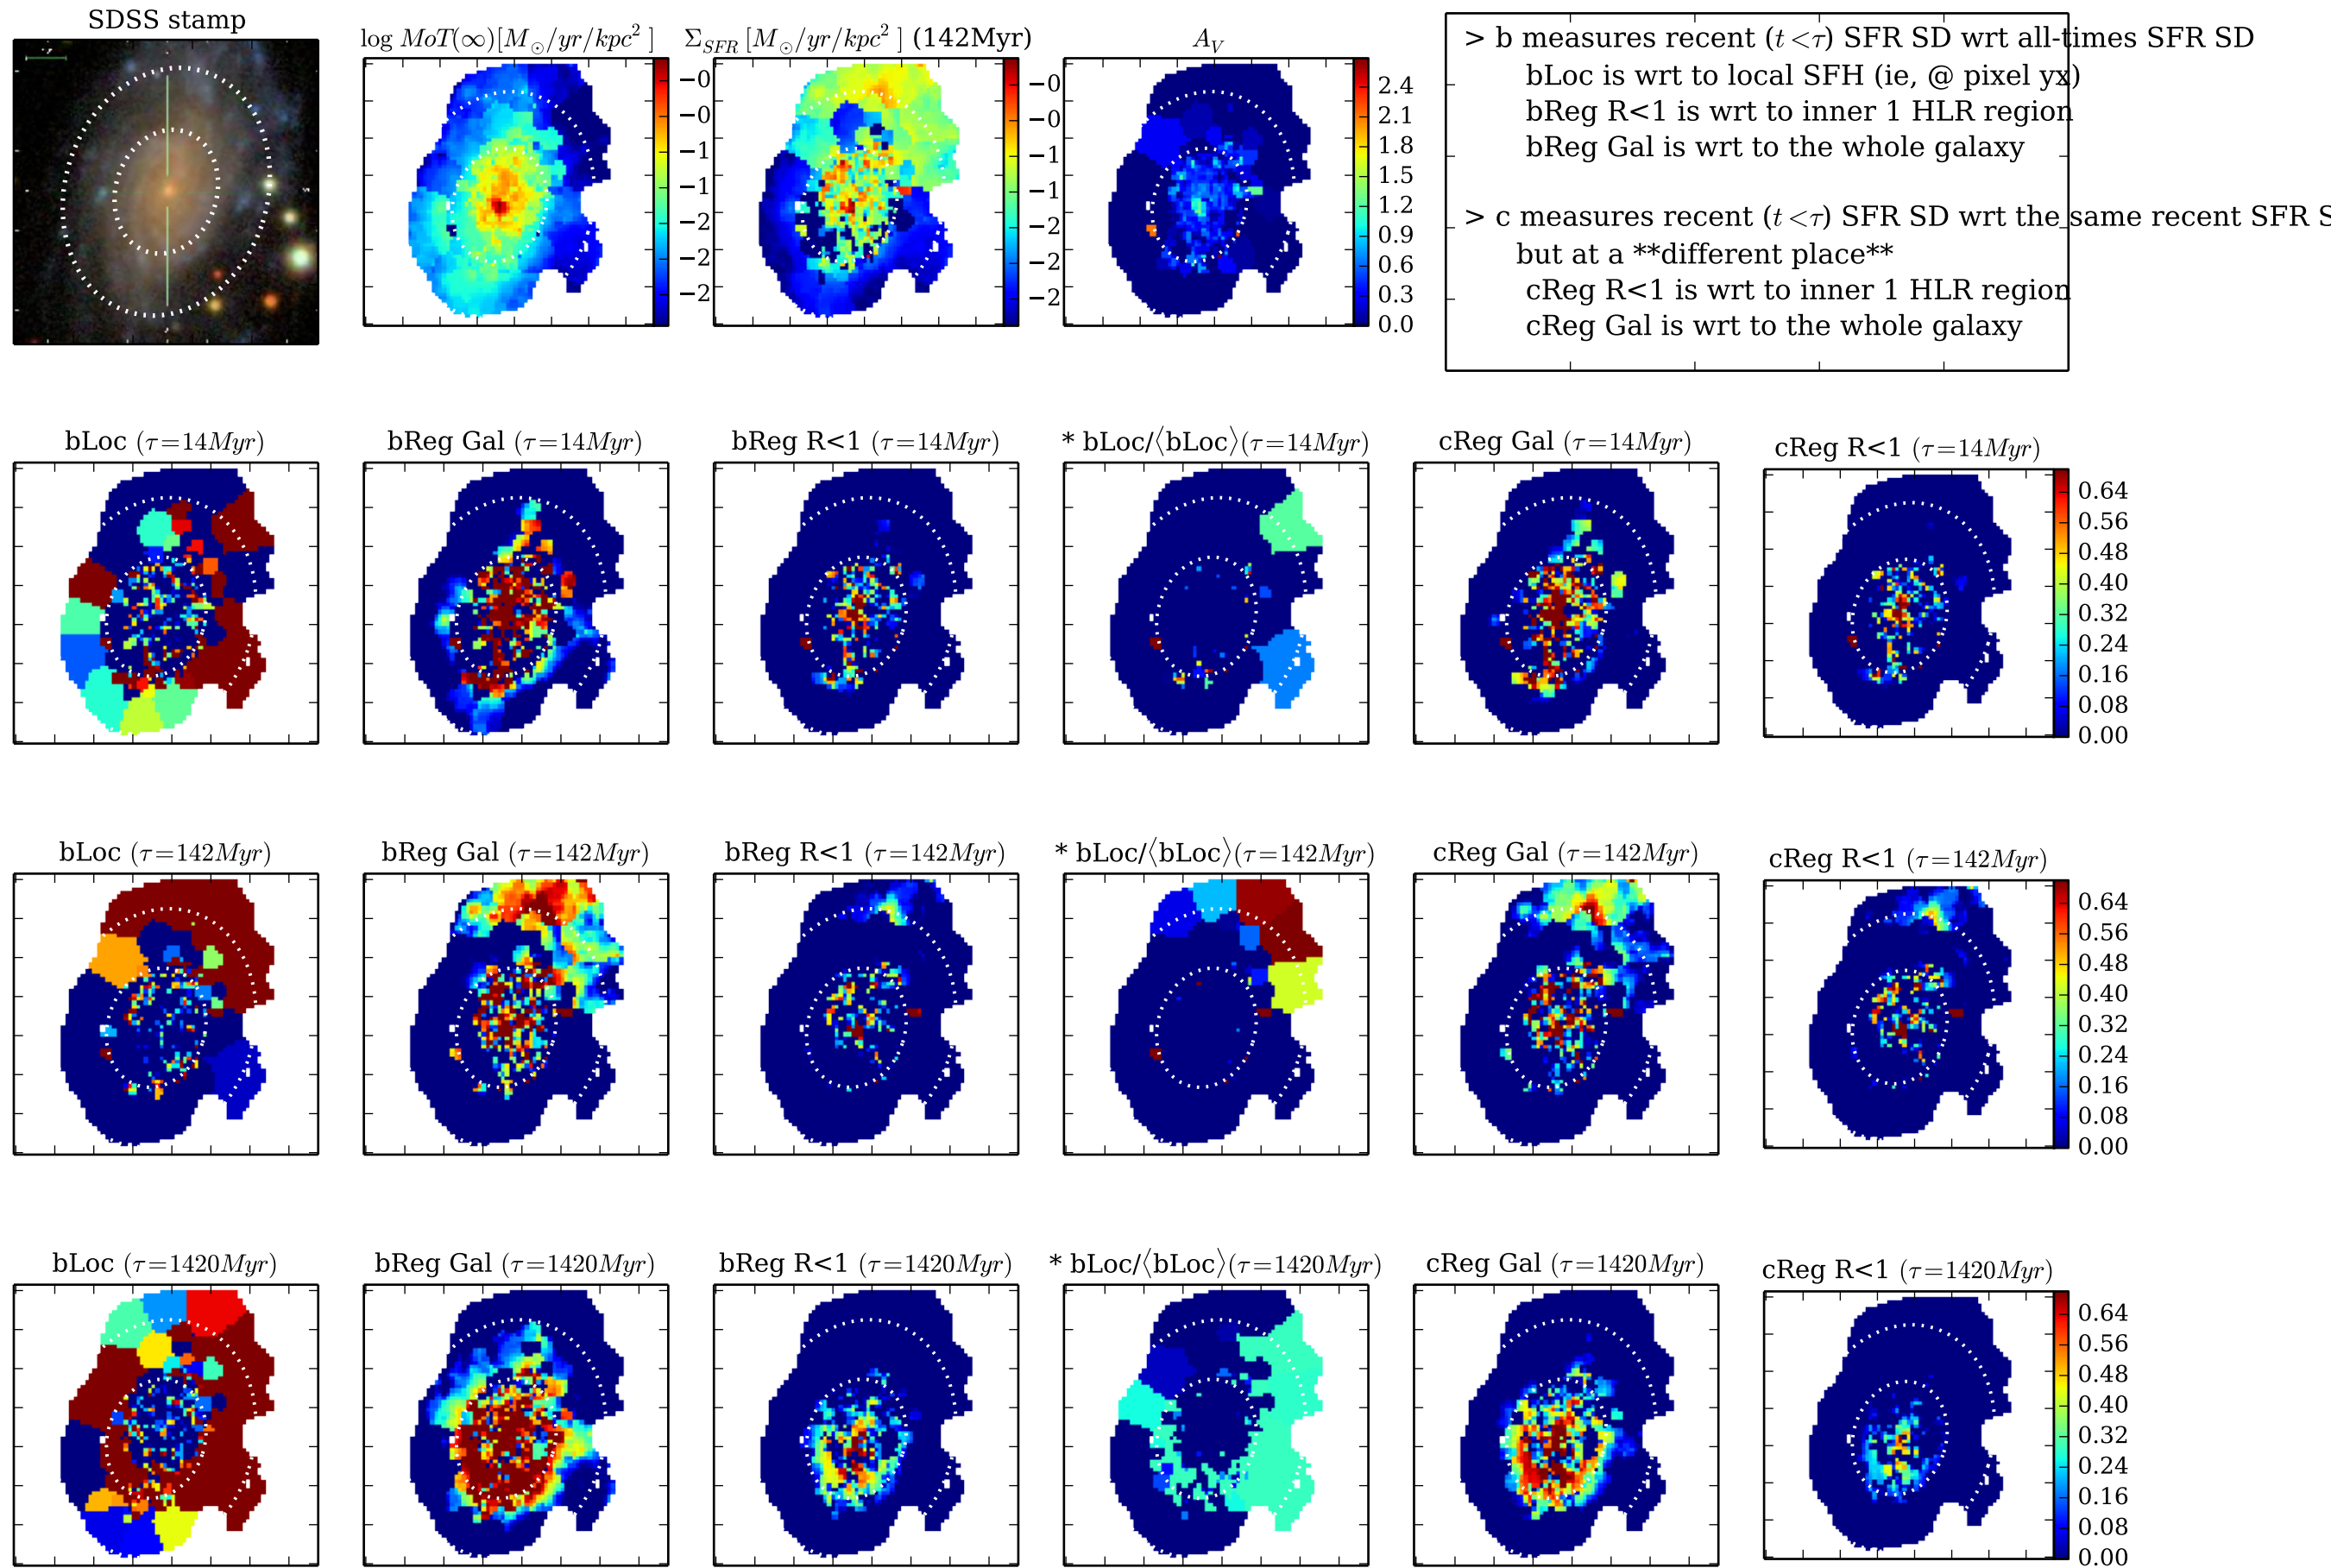 SDSS stamp
log MoT(∞)[M⊙/yr/kpc² ]
Σ_SFR [M⊙/yr/kpc² ] (142Myr)
A_V
−0
−0
−1
−1
−2
−2
−2
−0
−0
−1
−1
−2
−2
−2
2.4
2.1
1.8
1.5
1.2
0.9
0.6
0.3
0.0
> b measures recent (t<τ) SFR SD wrt all-times SFR SD
bLoc is wrt to local SFH (ie, @ pixel yx)
bReg R<1 is wrt to inner 1 HLR region
bReg Gal is wrt to the whole galaxy
> c measures recent (t<τ) SFR SD wrt the same recent SFR S
but at a **different place**
cReg R<1 is wrt to inner 1 HLR region
cReg Gal is wrt to the whole galaxy
bLoc (τ=14Myr)
bReg Gal (τ=14Myr)
bReg R<1 (τ=14Myr)
* bLoc/⟨bLoc⟩(τ=14Myr)
cReg Gal (τ=14Myr)
cReg R<1 (τ=14Myr)
0.64
0.56
0.48
0.40
0.32
0.24
0.16
0.08
0.00
bLoc (τ=142Myr)
bReg Gal (τ=142Myr)
bReg R<1 (τ=142Myr)
* bLoc/⟨bLoc⟩(τ=142Myr)
cReg Gal (τ=142Myr)
cReg R<1 (τ=142Myr)
0.64
0.56
0.48
0.40
0.32
0.24
0.16
0.08
0.00
bLoc (τ=1420Myr)
bReg Gal (τ=1420Myr)
bReg R<1 (τ=1420Myr)
* bLoc/⟨bLoc⟩(τ=1420Myr)
cReg Gal (τ=1420Myr)
cReg R<1 (τ=1420Myr)
0.64
0.56
0.48
0.40
0.32
0.24
0.16
0.08
0.00